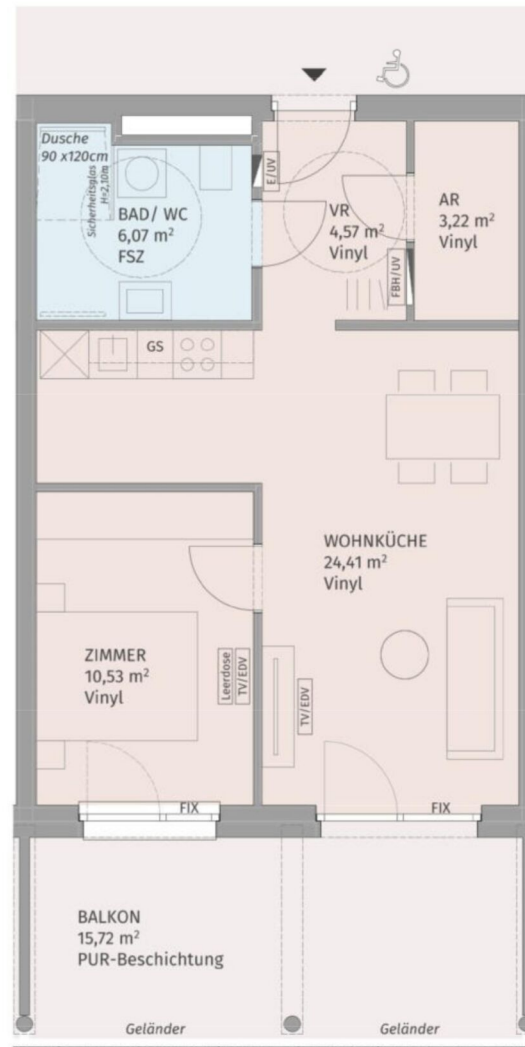 Dusche
90 x120cm
Sicherheitsglas
H=2,10m
BAD/ WC
6,07 m²
FSZ
E/UV
VR
4,57 m²
Vinyl
AR
3,22 m²
Vinyl
FBH/UV
GS
WOHNKÜCHE
24,41 m²
Vinyl
ZIMMER
10,53 m²
Vinyl
Leerdose
TV/EDV
TV/EDV
FIX
FIX
BALKON
15,72 m²
PUR-Beschichtung
Geländer
Geländer